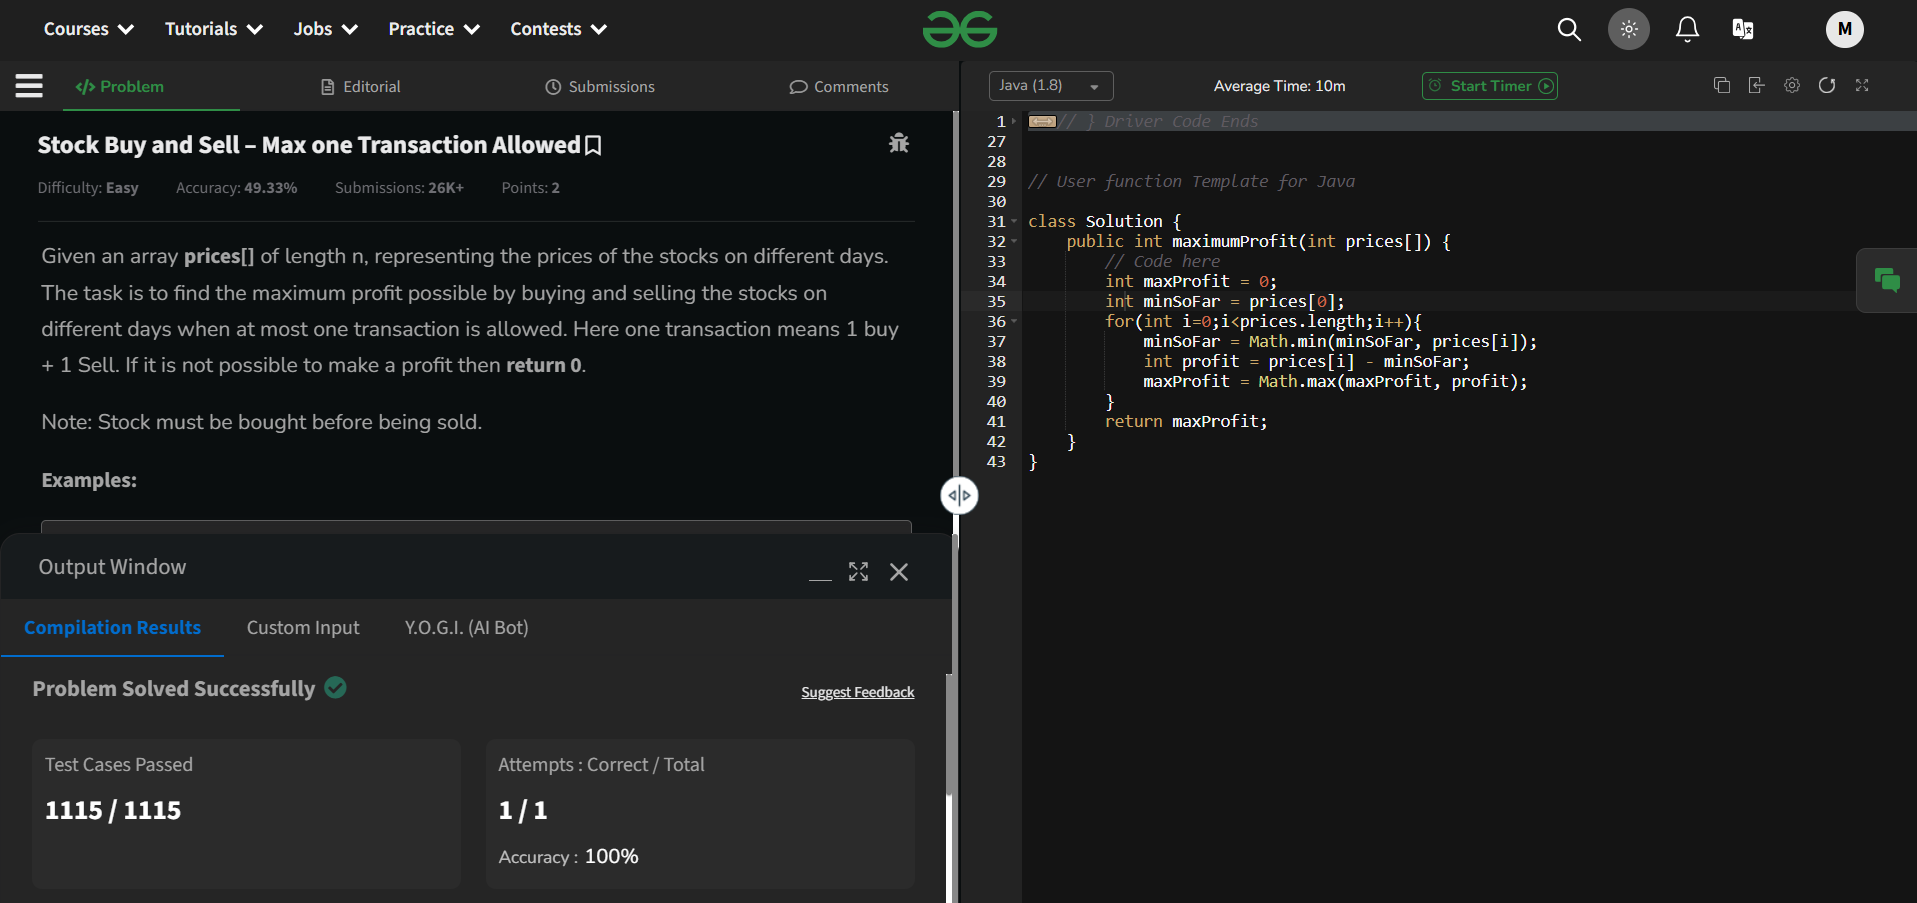 Courses Tutorials Jobs Practice Contests
M
Problem Editorial Submissions Comments
Java (1.8) Average Time: 10m Start Timer
Stock Buy and Sell – Max one Transaction Allowed
Difficulty: Easy Accuracy: 49.33% Submissions: 26K+ Points: 2
Given an array prices[] of length n, representing the prices of the stocks on different days.
The task is to find the maximum profit possible by buying and selling the stocks on
different days when at most one transaction is allowed. Here one transaction means 1 buy
+ 1 Sell. If it is not possible to make a profit then return 0.
Note: Stock must be bought before being sold.
Examples:
Output Window
Compilation Results Custom Input Y.O.G.I. (AI Bot)
Problem Solved Successfully
Suggest Feedback
Test Cases Passed
1115 / 1115
Attempts : Correct / Total
1 / 1
Accuracy : 100%
1 // } Driver Code Ends
27
28
29 // User function Template for Java
30
31 class Solution {
32 public int maximumProfit(int prices[]) {
33 // Code here
34 int maxProfit = 0;
35 int minSoFar = prices[0];
36 for(int i=0;i<prices.length;i++){
37 minSoFar = Math.min(minSoFar, prices[i]);
38 int profit = prices[i] - minSoFar;
39 maxProfit = Math.max(maxProfit, profit);
40 }
41 return maxProfit;
42 }
43 }